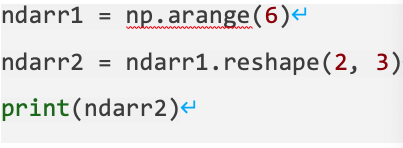 ndarr1 = np.arange(6)↵
ndarr2 = ndarr1.reshape(2, 3)
print(ndarr2)↵